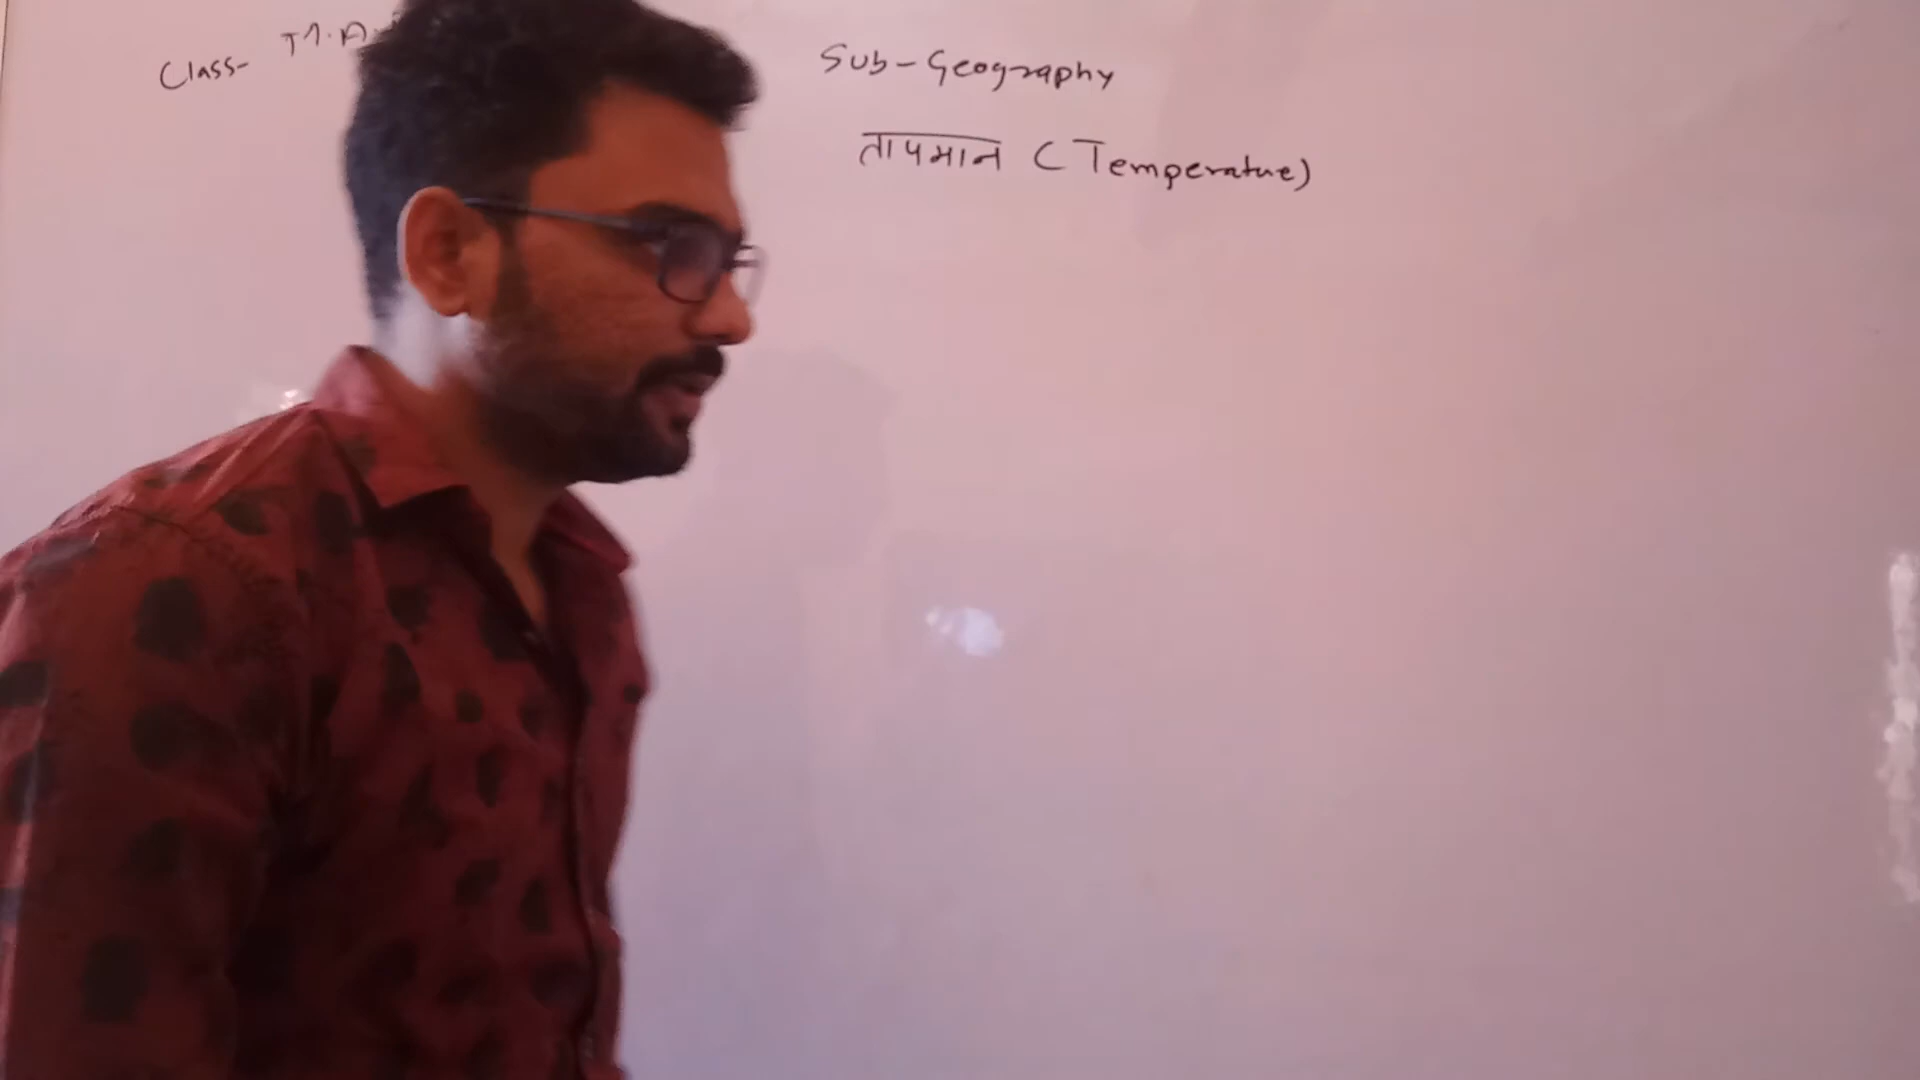 Class-
Sub-Geography
तापमान (Temperature)